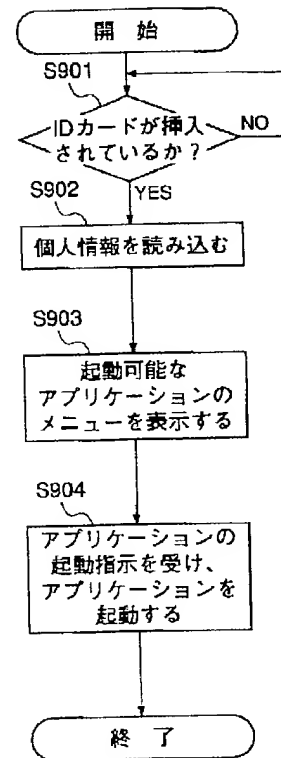 開 始
S901
IDカードが挿入
されているか?
NO
YES
S902
個人情報を読み込む
S903
起動可能な
アプリケーションの
メニューを表示する
S904
アプリケーションの
起動指示を受け、
アプリケーションを
起動する
終 了